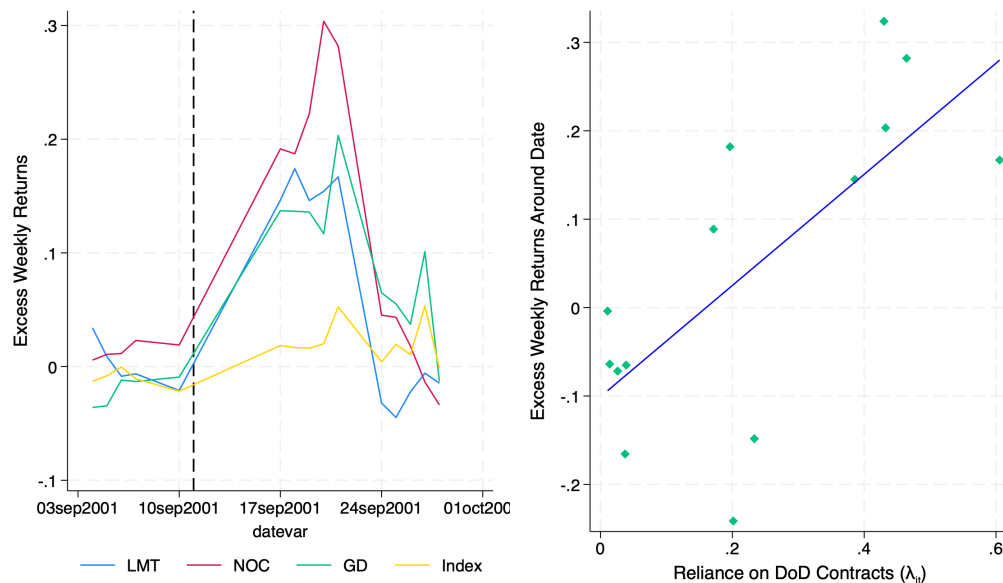 Excess Weekly Returns
.3
.2
.1
0
-.1
03sep2001 10sep2001 17sep2001 24sep2001 01oct200
datevar
LMT NOC GD Index
Excess Weekly Returns Around Date
.3
.2
.1
0
-.1
-.2
0 .2 .4 .6
Reliance on DoD Contracts (λit)